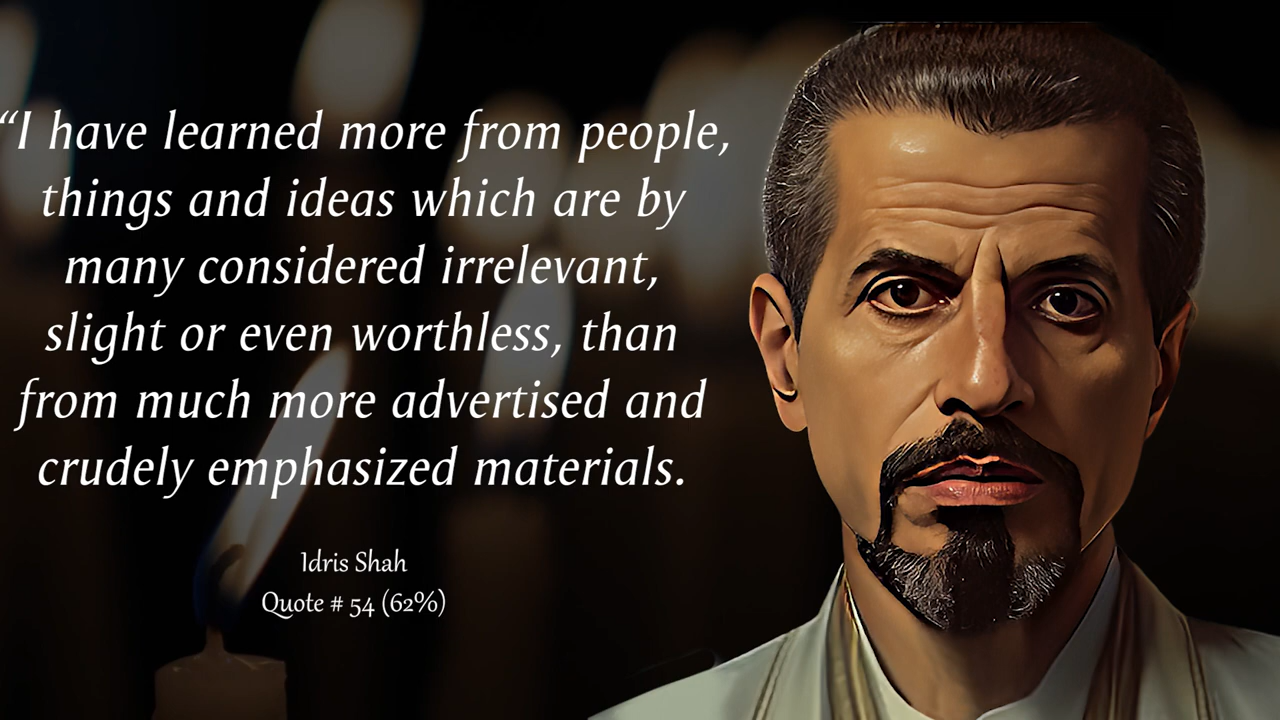 “I have learned more from people,
things and ideas which are by
many considered irrelevant,
slight or even worthless, than
from much more advertised and
crudely emphasized materials.
Idris Shah
Quote # 54 (62%)